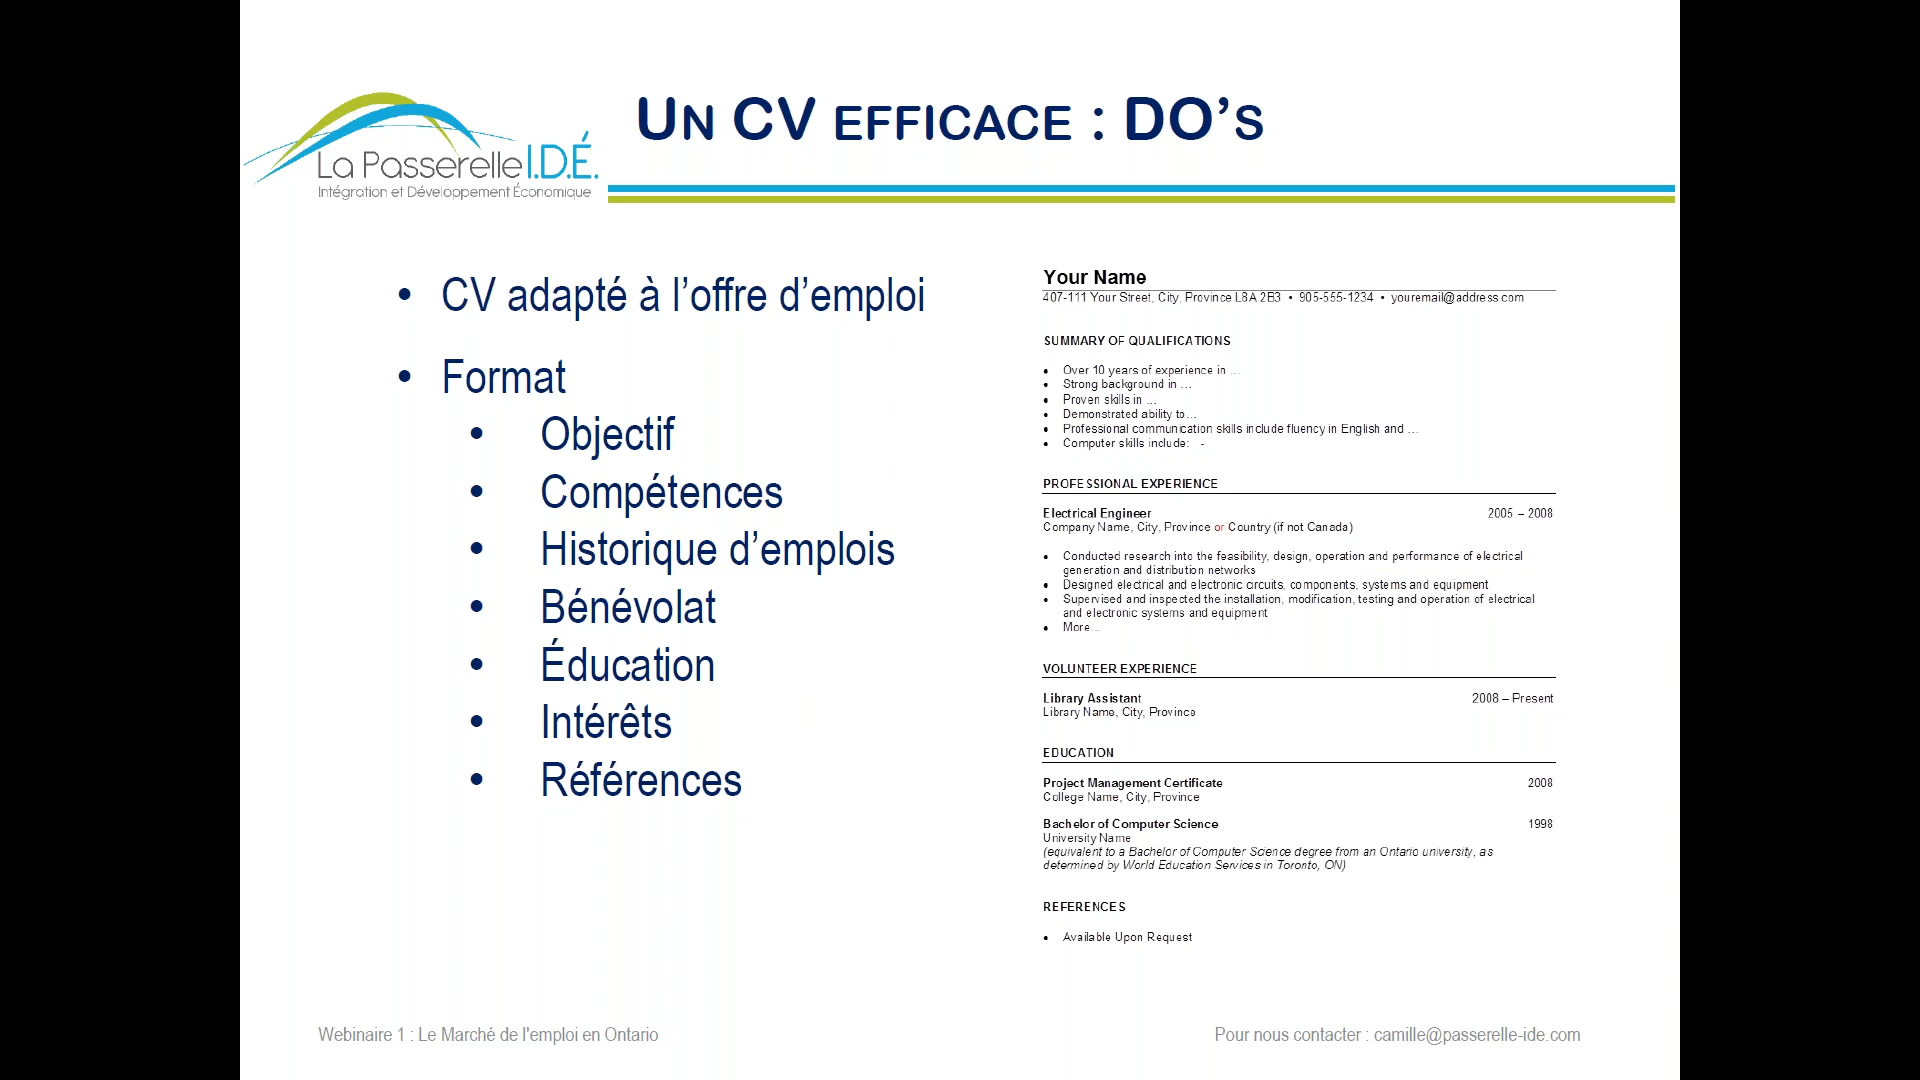 UN CV EFFICACE : DO'S
La Passerelle I.D.É.
Intégration et Développement Économique
• CV adapté à l'offre d'emploi
• Format
• Objectif
• Compétences
• Historique d'emplois
• Bénévolat
• Éducation
• Intérêts
• Références
Your Name
407-111 Your Street, City, Province L8A 2B3 • 905-555-1234 • youremail@address.com
SUMMARY OF QUALIFICATIONS
• Over 10 years of experience in …
• Strong background in …
• Proven skills in …
• Demonstrated ability to…
• Professional communication skills include fluency in English and …
• Computer skills include: -
PROFESSIONAL EXPERIENCE
Electrical Engineer 2005 – 2008
Company Name, City, Province or Country (if not Canada)
• Conducted research into the feasibility, design, operation and performance of electrical
generation and distribution networks
• Designed electrical and electronic circuits, components, systems and equipment
• Supervised and inspected the installation, modification, testing and operation of electrical
and electronic systems and equipment
• More…
VOLUNTEER EXPERIENCE
Library Assistant 2008 – Present
Library Name, City, Province
EDUCATION
Project Management Certificate 2008
College Name, City, Province
Bachelor of Computer Science 1998
University Name
(equivalent to a Bachelor of Computer Science degree from an Ontario university, as
determined by World Education Services in Toronto, ON)
REFERENCES
• Available Upon Request
Webinaire 1 : Le Marché de l'emploi en Ontario
Pour nous contacter : camille@passerelle-ide.com